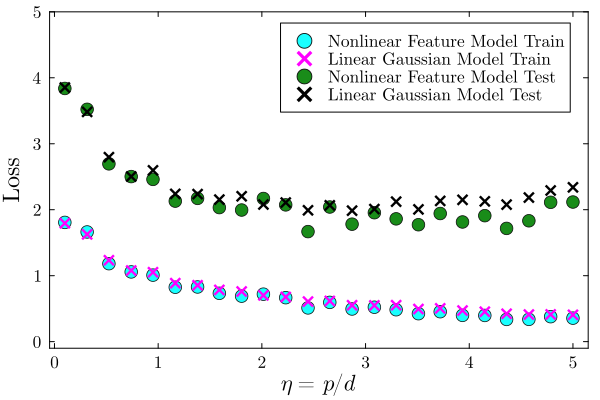 5
4
3
2
1
0
Loss
Nonlinear Feature Model Train
Linear Gaussian Model Train
Nonlinear Feature Model Test
Linear Gaussian Model Test
0
1
2
3
4
5
η = p/d